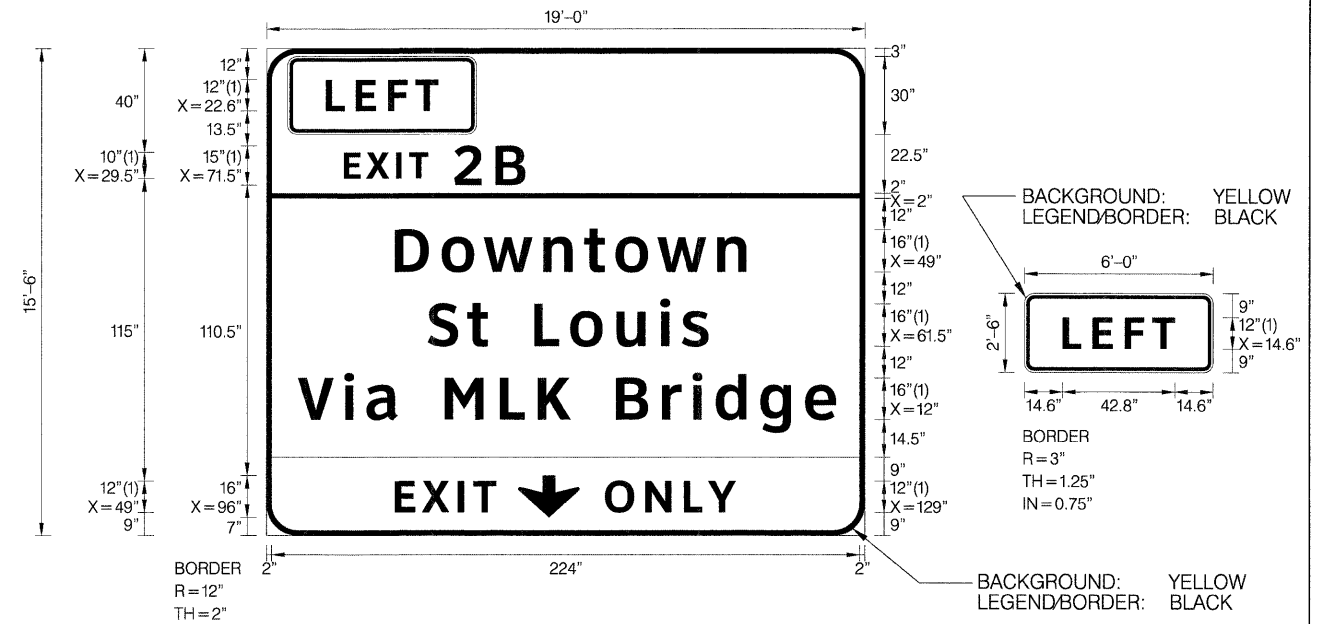 19'-0"
15'-6"
40"
10"(1)
X=29.5"
115"
12"(1)
X=49"
9"
12"
12"(1)
X=22.6"
13.5"
15"(1)
X=71.5"
110.5"
16"
X=96"
7"
LEFT
EXIT 2B
Downtown
St Louis
Via MLK Bridge
EXIT ONLY
3"
30"
22.5"
2"
X=2"
12"
16"(1)
X=49"
12"
16"(1)
X=61.5"
12"
16"(1)
X=12"
14.5"
9"
12"(1)
X=129"
9"
2"
224"
2"
BORDER
R=12"
TH=2"
BACKGROUND: YELLOW
LEGEND/BORDER: BLACK
6'-0"
2'-6"
LEFT
9"
12"(1)
X=14.6"
9"
14.6"
42.8"
14.6"
BORDER
R=3"
TH=1.25"
IN=0.75"
BACKGROUND: YELLOW
LEGEND/BORDER: BLACK